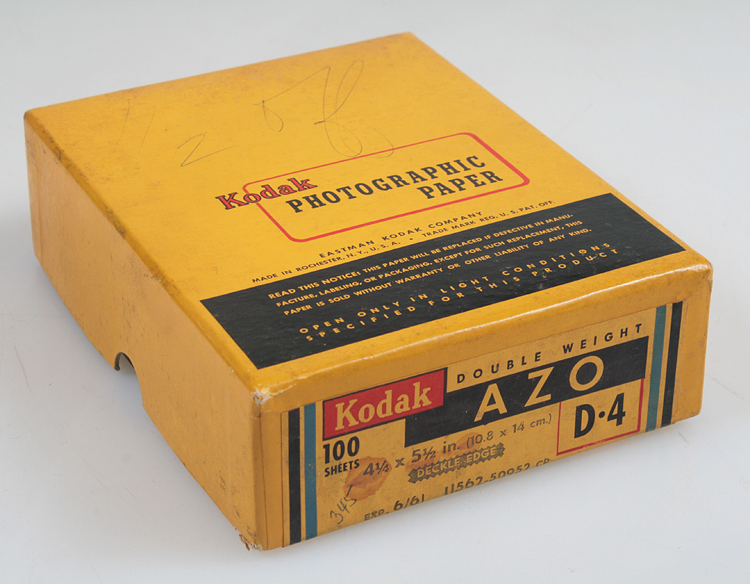 Kodak
PHOTOGRAPHIC
PAPER
EASTMAN KODAK COMPANY
MADE IN ROCHESTER, N.Y., U.S.A. • TRADE MARK REG. U.S. PAT. OFF.
READ THIS NOTICE: THIS PAPER WILL BE REPLACED IF DEFECTIVE IN MANU-
FACTURE, LABELING, OR PACKAGING, EXCEPT FOR SUCH REPLACEMENT, THIS
PAPER IS SOLD WITHOUT WARRANTY OR OTHER LIABILITY OF ANY KIND.
OPEN ONLY IN LIGHT CONDITIONS
SPECIFIED FOR THIS PRODUCT
Kodak
DOUBLE WEIGHT
AZO
D•4
100
SHEETS
4¼ x 5½ in. (10.8 x 14 cm.)
DECKLE EDGE
345
EXP. 6/61 11562-50952 CP